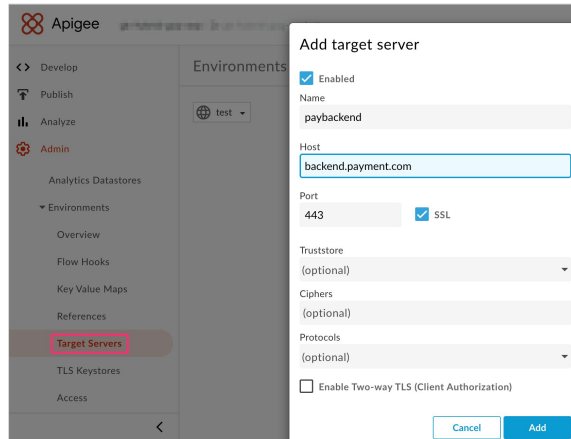 Apigee
Develop
Publish
Analyze
Admin
Analytics Datastores
Environments
Overview
Flow Hooks
Key Value Maps
References
Target Servers
TLS Keystores
Access
Environments
test
Add target server
Enabled
Name
paybackend
Host
backend.payment.com
Port
443
SSL
Truststore
(optional)
Ciphers
(optional)
Protocols
(optional)
Enable Two-way TLS (Client Authorization)
Cancel
Add